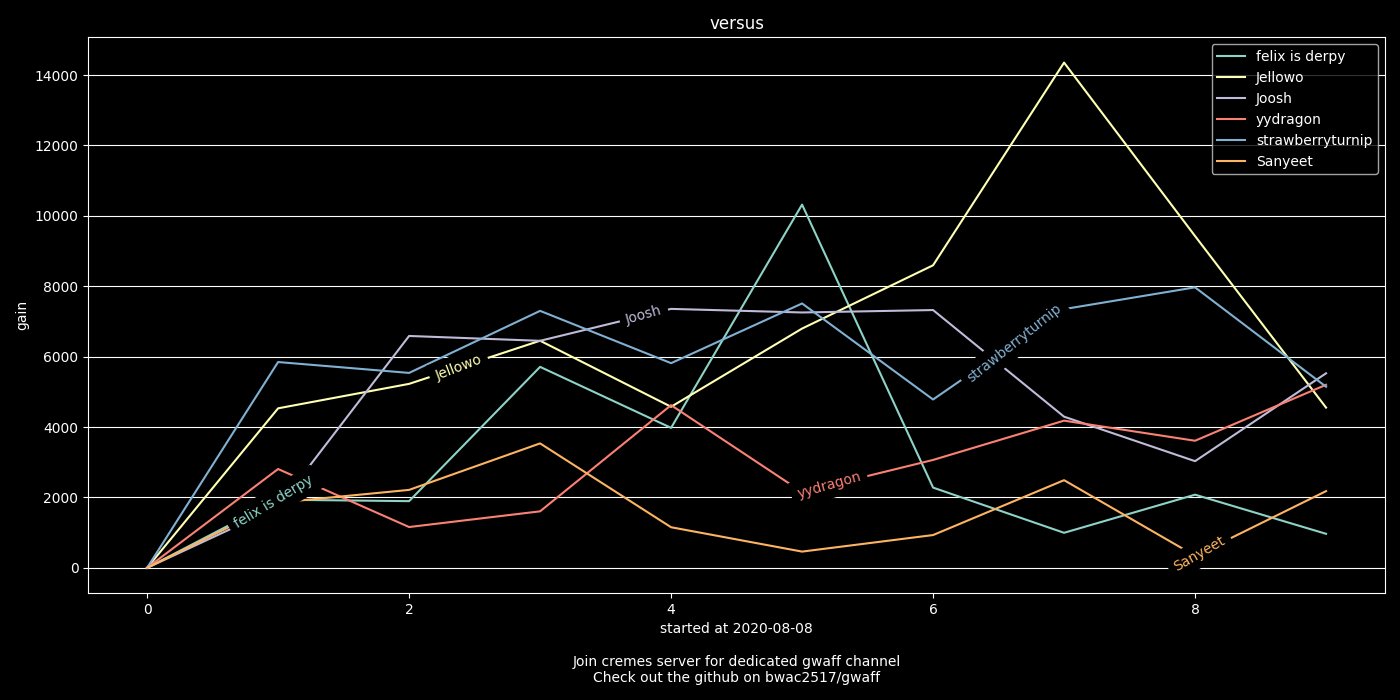 versus
14000
12000
10000
8000
6000
4000
2000
0
gain
felix is derpy
Jellowo
Joosh
yydragon
strawberryturnip
Sanyeet
Joosh
strawberryturnip
Jellowo
felix is derpy
yydragon
Sanyeet
0 2 4 6 8
started at 2020-08-08
Join cremes server for dedicated gwaff channel
Check out the github on bwac2517/gwaff